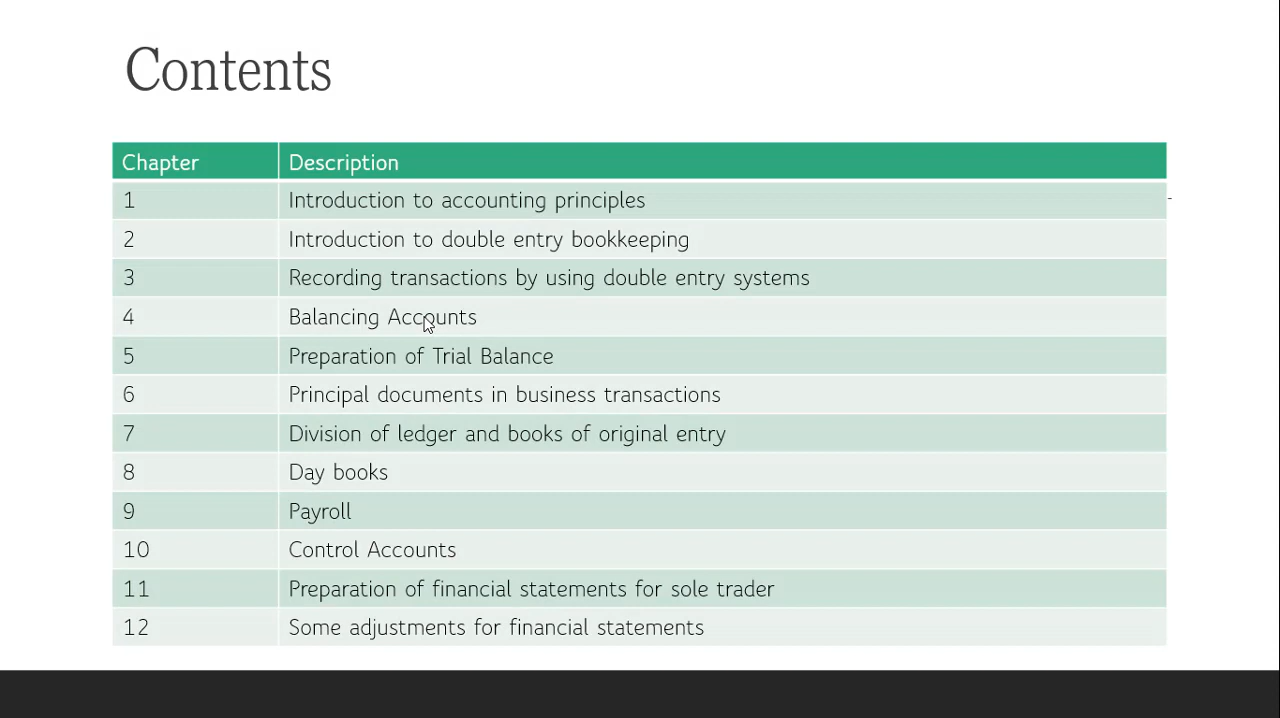 Contents
Chapter Description
1 Introduction to accounting principles
2 Introduction to double entry bookkeeping
3 Recording transactions by using double entry systems
4 Balancing Accounts
5 Preparation of Trial Balance
6 Principal documents in business transactions
7 Division of ledger and books of original entry
8 Day books
9 Payroll
10 Control Accounts
11 Preparation of financial statements for sole trader
12 Some adjustments for financial statements